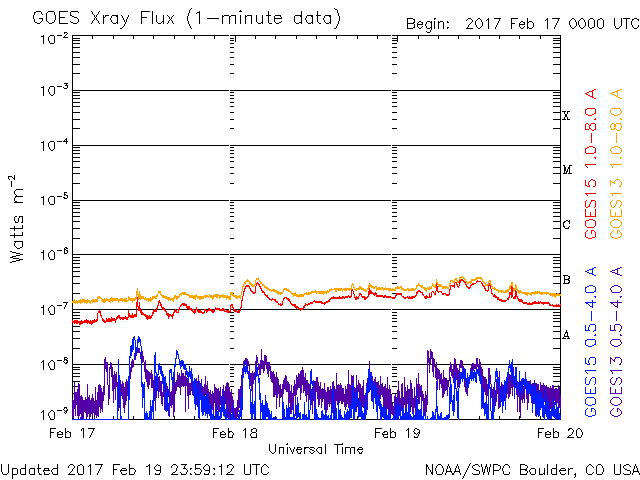 GOES Xray Flux (1-minute data)
Begin: 2017 Feb 17 0000 UTC
10-2
10-3
10-4
10-5
10-6
10-7
10-8
10-9
Watts m-2
X
M
C
B
A
GOES15 1.0-8.0 A
GOES13 1.0-8.0 A
GOES15 0.5-4.0 A
GOES13 0.5-4.0 A
Feb 17
Feb 18
Feb 19
Feb 20
Universal Time
Updated 2017 Feb 19 23:59:12 UTC
NOAA/SWPC Boulder, CO USA